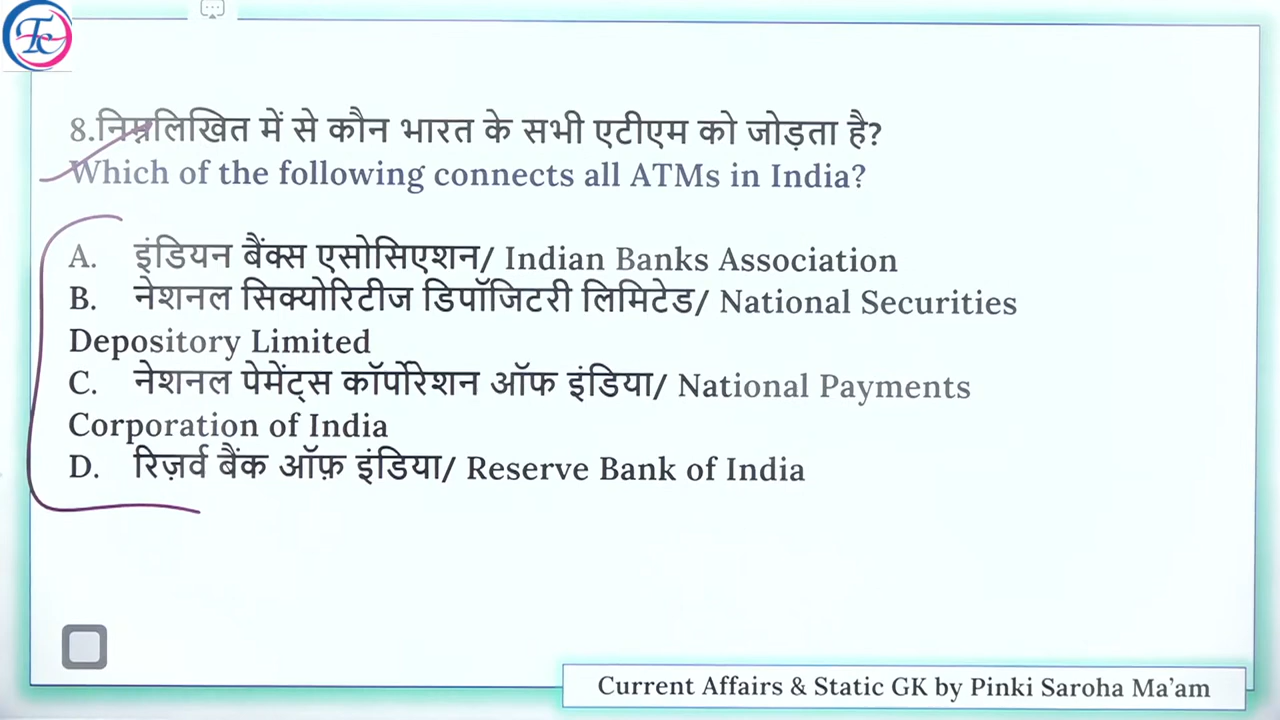 Tc
8.निम्नलिखित में से कौन भारत के सभी एटीएम को जोड़ता है?
Which of the following connects all ATMs in India?
A. इंडियन बैंक्स एसोसिएशन/ Indian Banks Association
B. नेशनल सिक्योरिटीज डिपॉजिटरी लिमिटेड/ National Securities
Depository Limited
C. नेशनल पेमेंट्स कॉर्पोरेशन ऑफ इंडिया/ National Payments
Corporation of India
D. रिज़र्व बैंक ऑफ़ इंडिया/ Reserve Bank of India
Current Affairs & Static GK by Pinki Saroha Ma’am